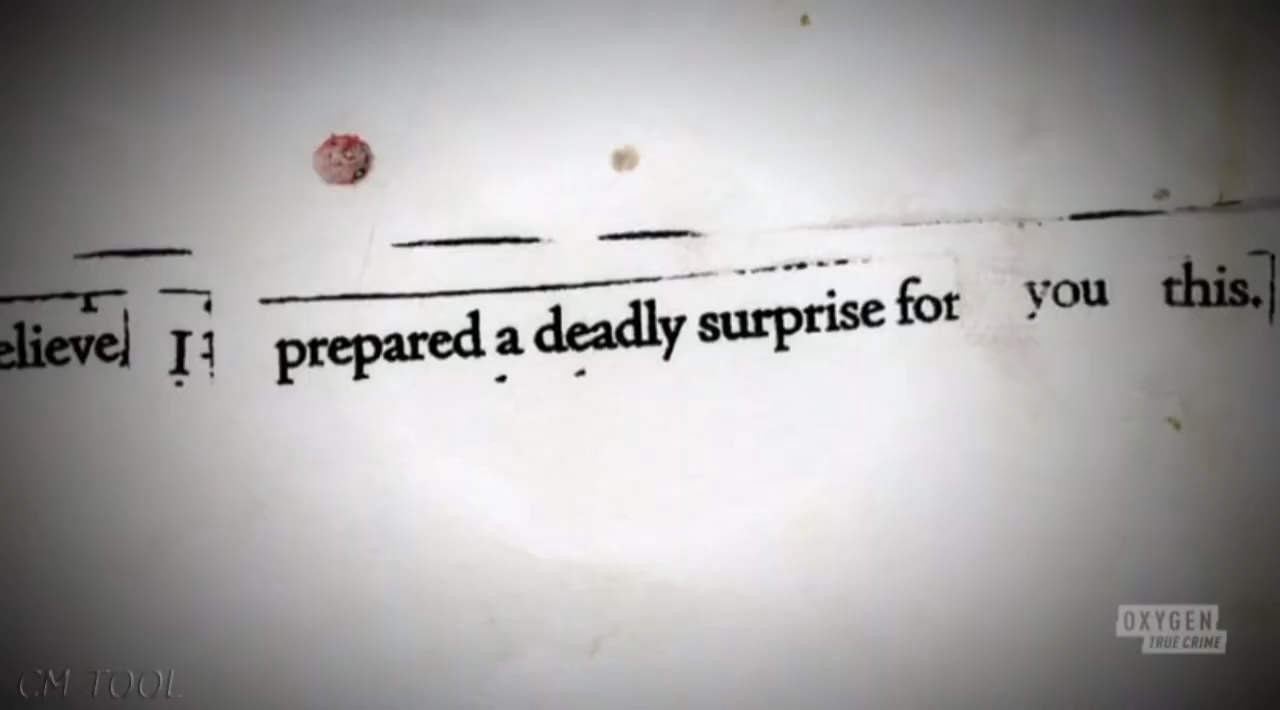 elieve I prepared a deadly surprise for you this.
OXYGEN
TRUE CRIME
CM TOOL